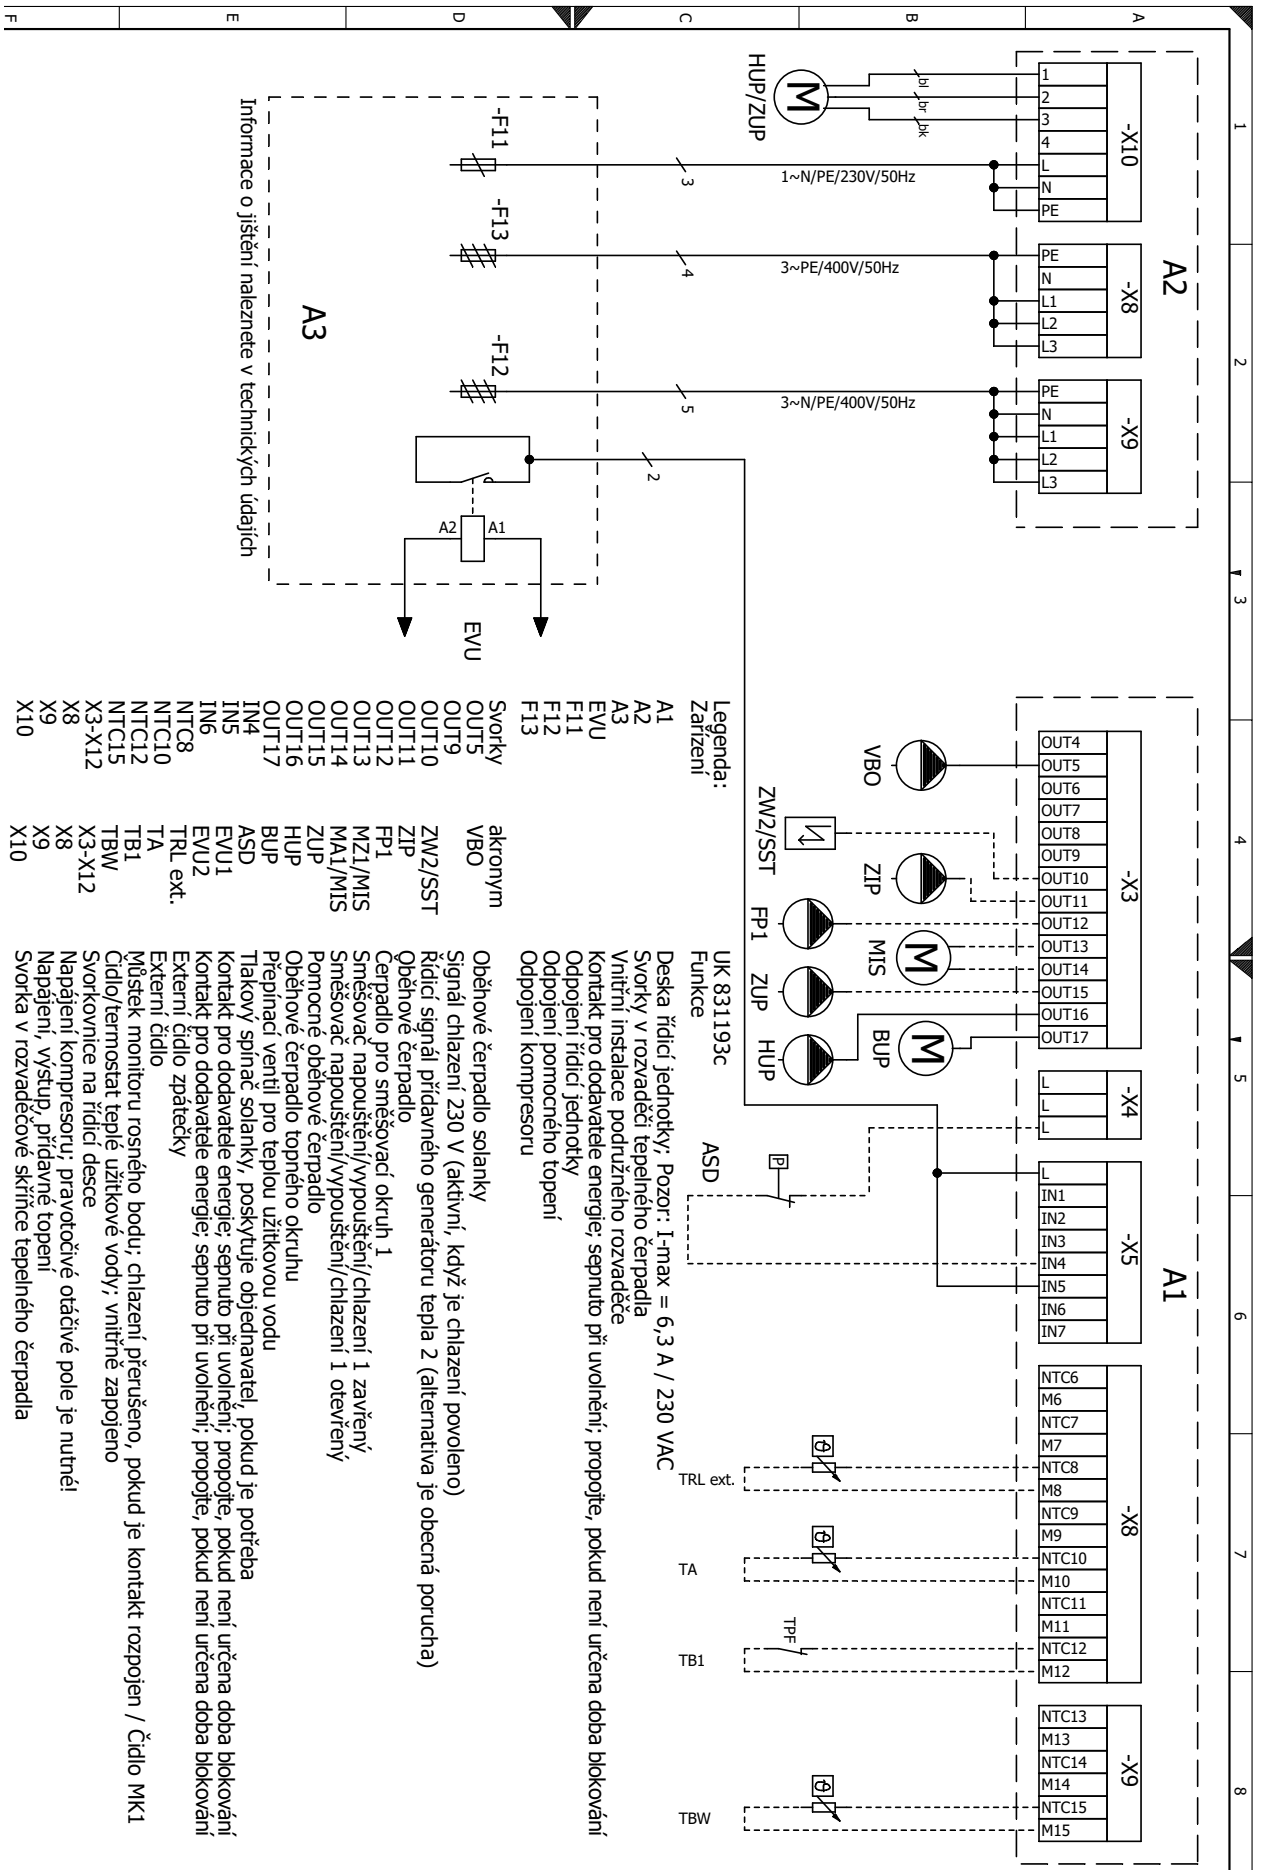 1
2
3
4
5
6
7
8
A
B
C
D
E
F
A2
-X10
1
2
3
4
L
N
PE
-X8
PE
N
L1
L2
L3
-X9
PE
N
L1
L2
L3
bl
br
bk
M
HUP/ZUP
1~N/PE/230V/50Hz
3~PE/400V/50Hz
3~N/PE/400V/50Hz
3
4
5
2
-F11
-F13
-F12
A3
A1
A2
EVU
Informace o jištění naleznete v technických údajích
A1
-X3
OUT4
OUT5
OUT6
OUT7
OUT8
OUT9
OUT10
OUT11
OUT12
OUT13
OUT14
OUT15
OUT16
OUT17
-X4
L
L
L
-X5
L
IN1
IN2
IN3
IN4
IN5
IN6
IN7
-X8
NTC6
M6
NTC7
M7
NTC8
M8
NTC9
M9
NTC10
M10
NTC11
M11
NTC12
M12
-X9
NTC13
M13
NTC14
M14
NTC15
M15
VBO
ZW2/SST
ZIP
FP1
M
MIS
ZUP
HUP
M
BUP
P
ASD
ϑ
TRL ext.
ϑ
TA
TPF
TB1
ϑ
TBW
Legenda: UK 831193c
Zařízení Funkce
A1 Deska řídicí jednotky; Pozor: I-max = 6,3 A / 230 VAC
A2 Svorky v rozvaděči tepelného čerpadla
A3 Vnitřní instalace podružného rozvaděče
EVU Kontakt pro dodavatele energie; sepnuto při uvolnění; propojte, pokud není určena doba blokování
F11 Odpojení řídicí jednotky
F12 Odpojení pomocného topení
F13 Odpojení kompresoru
Svorky akronym
OUT5 VBO Oběhové čerpadlo solanky
OUT9 Signál chlazení 230 V (aktivní, když je chlazení povoleno)
OUT10 ZW2/SST Řídicí signál přídavného generátoru tepla 2 (alternativa je obecná porucha)
OUT11 ZIP Oběhové čerpadlo
OUT12 FP1 Čerpadlo pro směšovací okruh 1
OUT13 MZ1/MIS Směšovač napouštění/vypouštění/chlazení 1 zavřený
OUT14 MA1/MIS Směšovač napouštění/vypouštění/chlazení 1 otevřený
OUT15 ZUP Pomocné oběhové čerpadlo
OUT16 HUP Oběhové čerpadlo topného okruhu
OUT17 BUP Přepínací ventil pro teplou užitkovou vodu
IN4 ASD Tlakový spínač solanky, poskytuje objednavatel, pokud je potřeba
IN5 EVU1 Kontakt pro dodavatele energie; sepnuto při uvolnění; propojte, pokud není určena doba blokování
IN6 EVU2 Kontakt pro dodavatele energie; sepnuto při uvolnění; propojte, pokud není určena doba blokování
NTC8 TRL ext. Externí čidlo zpátečky
NTC10 TA Externí čidlo
NTC12 TB1 Můstek monitoru rosného bodu; chlazení přerušeno, pokud je kontakt rozpojen / Čidlo MK1
NTC15 TBW Čidlo/termostat teplé užitkové vody; vnitřně zapojeno
X3-X12 X3-X12 Svorkovnice na řídicí desce
X8 X8 Napájení kompresoru; pravotočivé otáčivé pole je nutné!
X9 X9 Napájení, výstup, přídavné topení
X10 X10 Svorka v rozvaděčové skříňce tepelného čerpadla